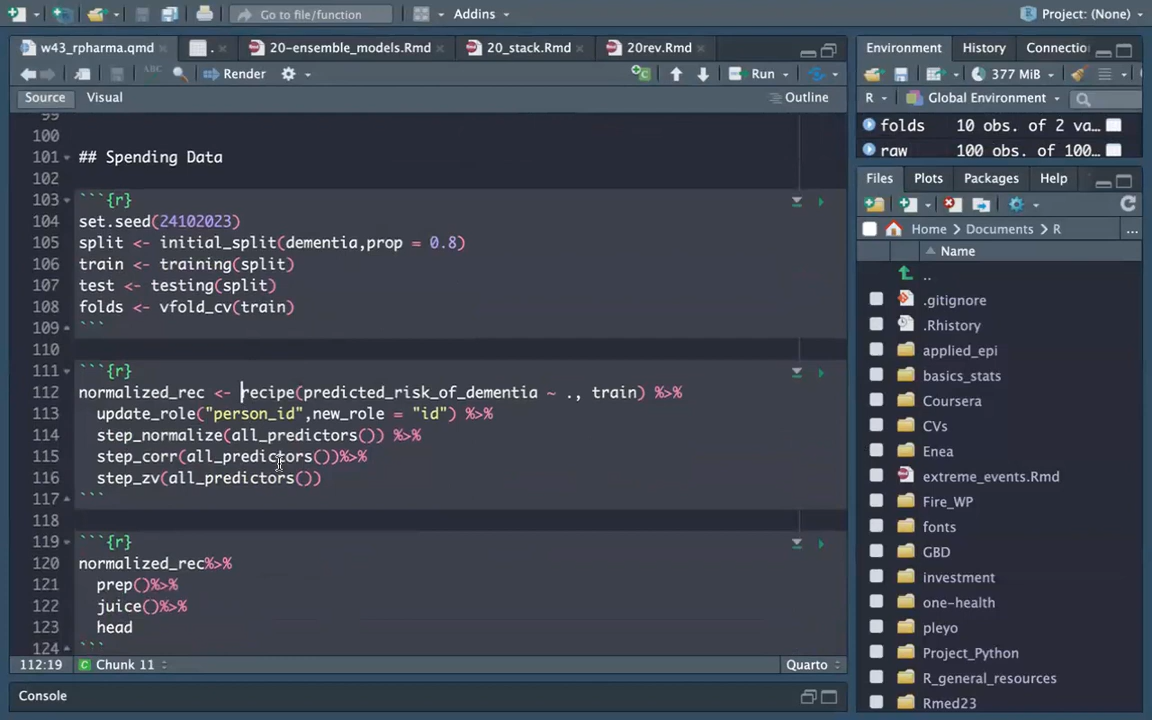 Go to file/function
Addins
Project: (None)
w43_rpharma.qmd
.
20-ensemble_models.Rmd
20_stack.Rmd
20rev.Rmd
ABC
Render
Run
Source
Visual
Outline
99
100
101 ## Spending Data
102
103 ```{r}
104 set.seed(24102023)
105 split <- initial_split(dementia,prop = 0.8)
106 train <- training(split)
107 test <- testing(split)
108 folds <- vfold_cv(train)
109 ```
110
111 ```{r}
112 normalized_rec <- recipe(predicted_risk_of_dementia ~ ., train) %>%
113 update_role("person_id",new_role = "id") %>%
114 step_normalize(all_predictors()) %>%
115 step_corr(all_predictors())%>%
116 step_zv(all_predictors())
117 ```
118
119 ```{r}
120 normalized_rec%>%
121 prep()%>%
122 juice()%>%
123 head
124 ```
112:19
Chunk 11
Quarto
Console
Environment
History
Connectio
377 MiB
R
Global Environment
folds 10 obs. of 2 va…
raw 100 obs. of 100…
Files
Plots
Packages
Help
Home
Documents
R
...
Name
..
.gitignore
.Rhistory
applied_epi
basics_stats
Coursera
CVs
Enea
extreme_events.Rmd
Fire_WP
fonts
GBD
investment
one-health
pleyo
Project_Python
R_general_resources
Rmed23